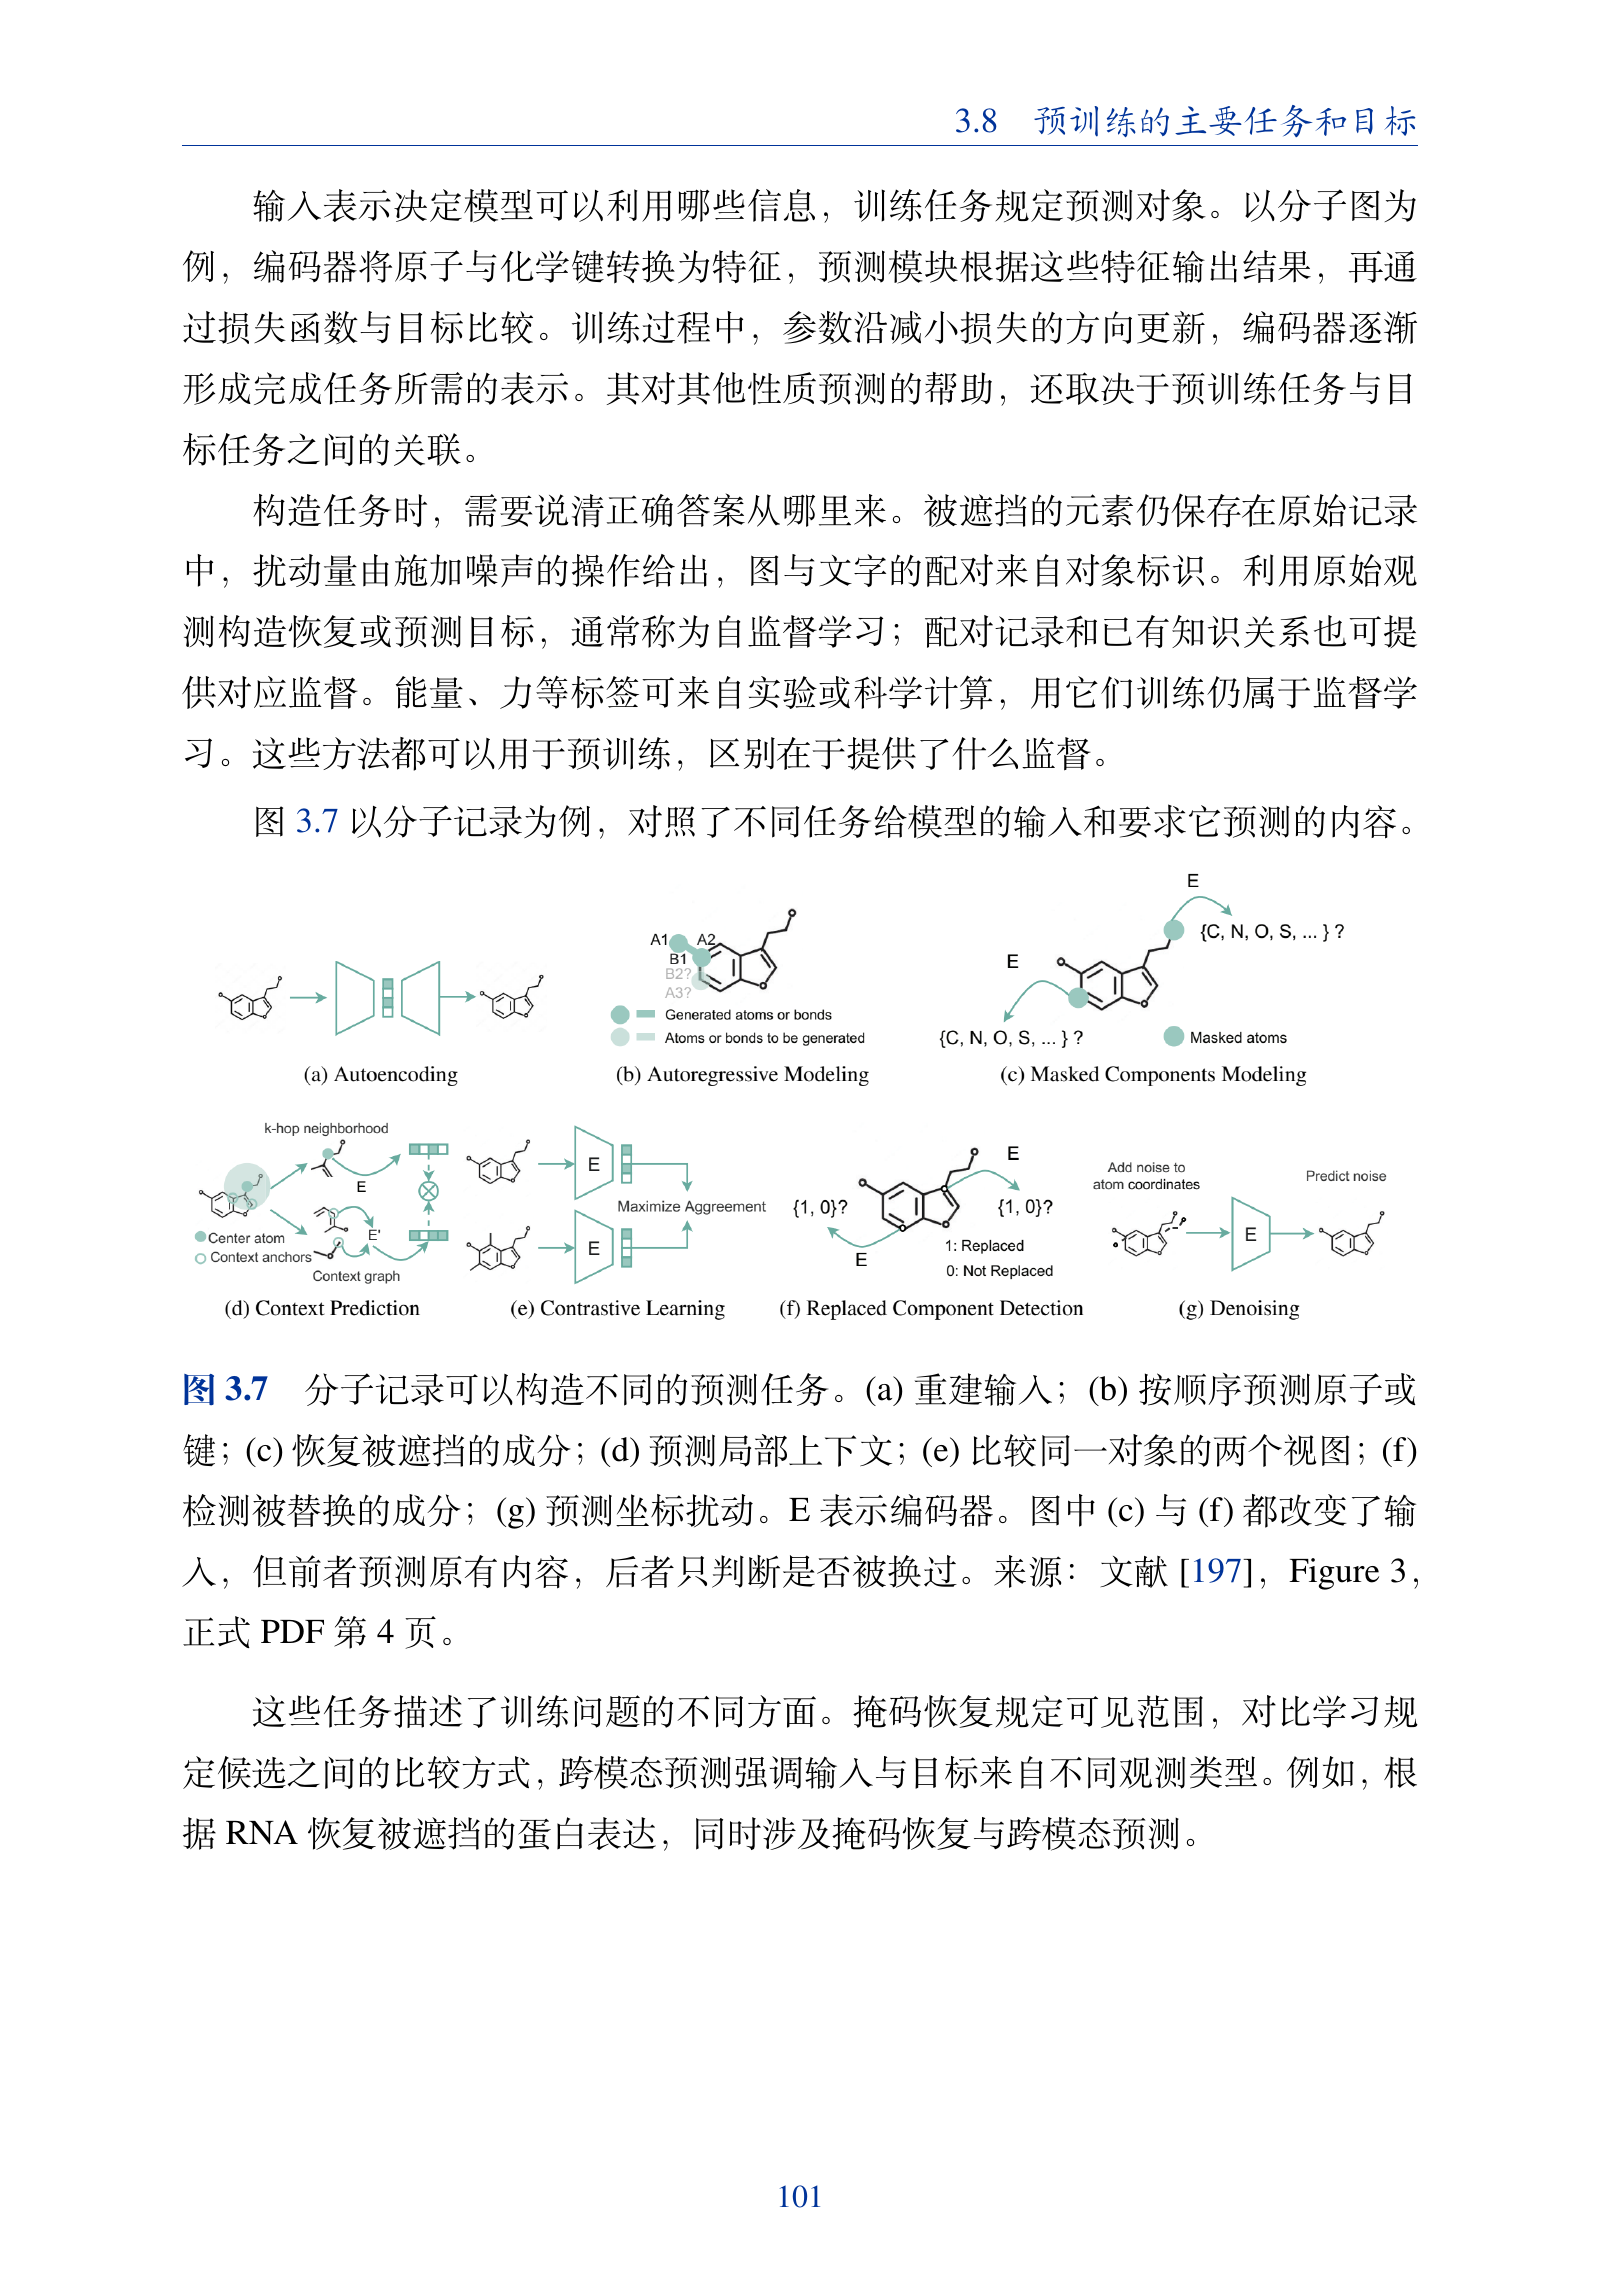 3.8 预训练的主要任务和目标
输入表示决定模型可以利用哪些信息，训练任务规定预测对象。以分子图为
例，编码器将原子与化学键转换为特征，预测模块根据这些特征输出结果，再通
过损失函数与目标比较。训练过程中，参数沿减小损失的方向更新，编码器逐渐
形成完成任务所需的表示。其对其他性质预测的帮助，还取决于预训练任务与目
标任务之间的关联。
构造任务时，需要说清正确答案从哪里来。被遮挡的元素仍保存在原始记录
中，扰动量由施加噪声的操作给出，图与文字的配对来自对象标识。利用原始观
测构造恢复或预测目标，通常称为自监督学习；配对记录和已有知识关系也可提
供对应监督。能量、力等标签可来自实验或科学计算，用它们训练仍属于监督学
习。这些方法都可以用于预训练，区别在于提供了什么监督。
图 3.7 以分子记录为例，对照了不同任务给模型的输入和要求它预测的内容。
(a) Autoencoding
A1 A2
B1
B2?
A3?
Generated atoms or bonds
Atoms or bonds to be generated
(b) Autoregressive Modeling
E
{C, N, O, S, ... } ?
E
{C, N, O, S, ... } ?
Masked atoms
(c) Masked Components Modeling
k-hop neighborhood
E
E'
Center atom
Context anchors
Context graph
(d) Context Prediction
E
Maximize Aggreement
E
(e) Contrastive Learning
E
{1, 0}?
{1, 0}?
E
1: Replaced
0: Not Replaced
(f) Replaced Component Detection
Add noise to
atom coordinates
E
Predict noise
(g) Denoising
图 3.7 分子记录可以构造不同的预测任务。(a) 重建输入；(b) 按顺序预测原子或
键；(c) 恢复被遮挡的成分；(d) 预测局部上下文；(e) 比较同一对象的两个视图；(f)
检测被替换的成分；(g) 预测坐标扰动。E 表示编码器。图中 (c) 与 (f) 都改变了输
入，但前者预测原有内容，后者只判断是否被换过。来源：文献 [197]，Figure 3，
正式 PDF 第 4 页。
这些任务描述了训练问题的不同方面。掩码恢复规定可见范围，对比学习规
定候选之间的比较方式，跨模态预测强调输入与目标来自不同观测类型。例如，根
据 RNA 恢复被遮挡的蛋白表达，同时涉及掩码恢复与跨模态预测。
101